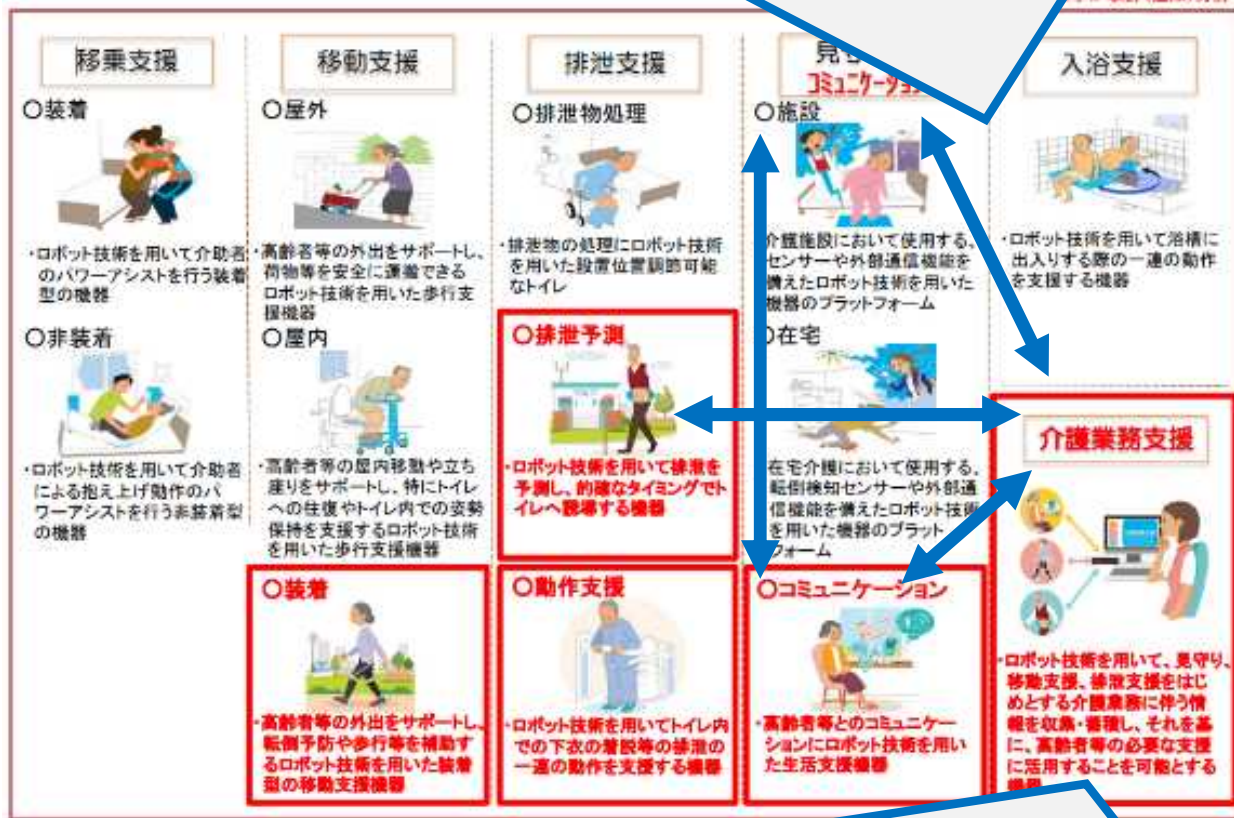 移乗支援
〇装着
・ロボット技術を用いて介助者
のパワーアシストを行う装着
型の機器
〇非装着
・ロボット技術を用いて介助者
による抱え上げ動作のパ
ワーアシストを行う非装着型
の機器
移動支援
〇屋外
・高齢者等の外出をサポートし、
荷物等を安全に運搬できる
ロボット技術を用いた歩行支
援機器
〇屋内
・高齢者等の屋内移動や立ち
座りをサポートし、特にトイレ
への往復やトイレ内での姿勢
保持を支援するロボット技術
を用いた歩行支援機器
〇装着
・高齢者等の外出をサポートし、
転倒予防や歩行等を補助す
るロボット技術を用いた装着
型の移動支援機器
排泄支援
〇排泄物処理
・排泄物の処理にロボット技術
を用いた設置位置調節可能
なトイレ
〇排泄予測
・ロボット技術を用いて排泄を
予測し、的確なタイミングでト
イレへ誘導する機器
〇動作支援
・ロボット技術を用いてトイレ内
での下衣の着脱等の排泄の
一連の動作を支援する機器
見
コミュニケーション
〇施設
介護施設において使用する、
センサーや外部通信機能を
備えたロボット技術を用いた
機器のプラットフォーム
〇在宅
在宅介護において使用する、
転倒検知センサーや外部通
信機能を備えたロボット技術
を用いた機器のプラット
フォーム
〇コミュニケーション
・高齢者等とのコミュニケー
ションにロボット技術を用い
た生活支援機器
入浴支援
・ロボット技術を用いて浴槽に
出入りする際の一連の動作
を支援する機器
介護業務支援
・ロボット技術を用いて、見守り、
移動支援、排泄支援をはじ
めとする介護業務に伴う情
報を収集・蓄積し、それを基
に、高齢者等の必要な支援
に活用することを可能とする
機器